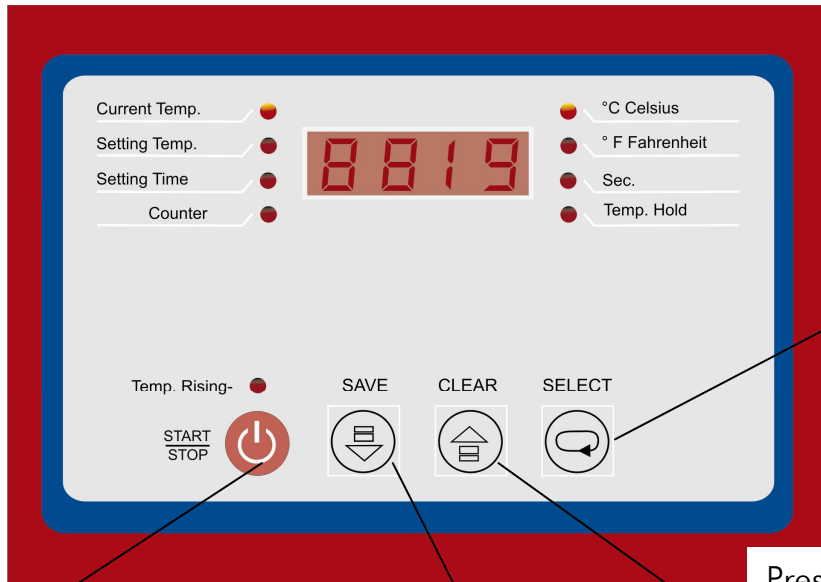 Current Temp.
Setting Temp.
Setting Time
Counter
8819
°C Celsius
° F Fahrenheit
Sec.
Temp. Hold
Temp. Rising-
START
STOP
SAVE
CLEAR
SELECT